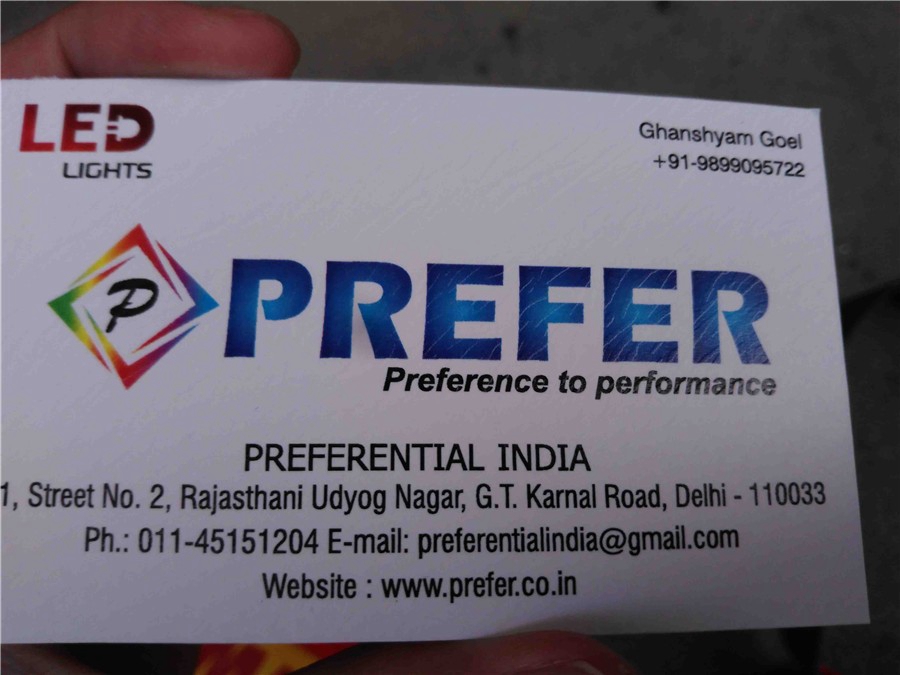 LED
LIGHTS
Ghanshyam Goel
+91-9899095722
P
PREFER
Preference to performance
PREFERENTIAL INDIA
1, Street No. 2, Rajasthani Udyog Nagar, G.T. Karnal Road, Delhi - 110033
Ph.: 011-45151204 E-mail: preferentialindia@gmail.com
Website : www.prefer.co.in